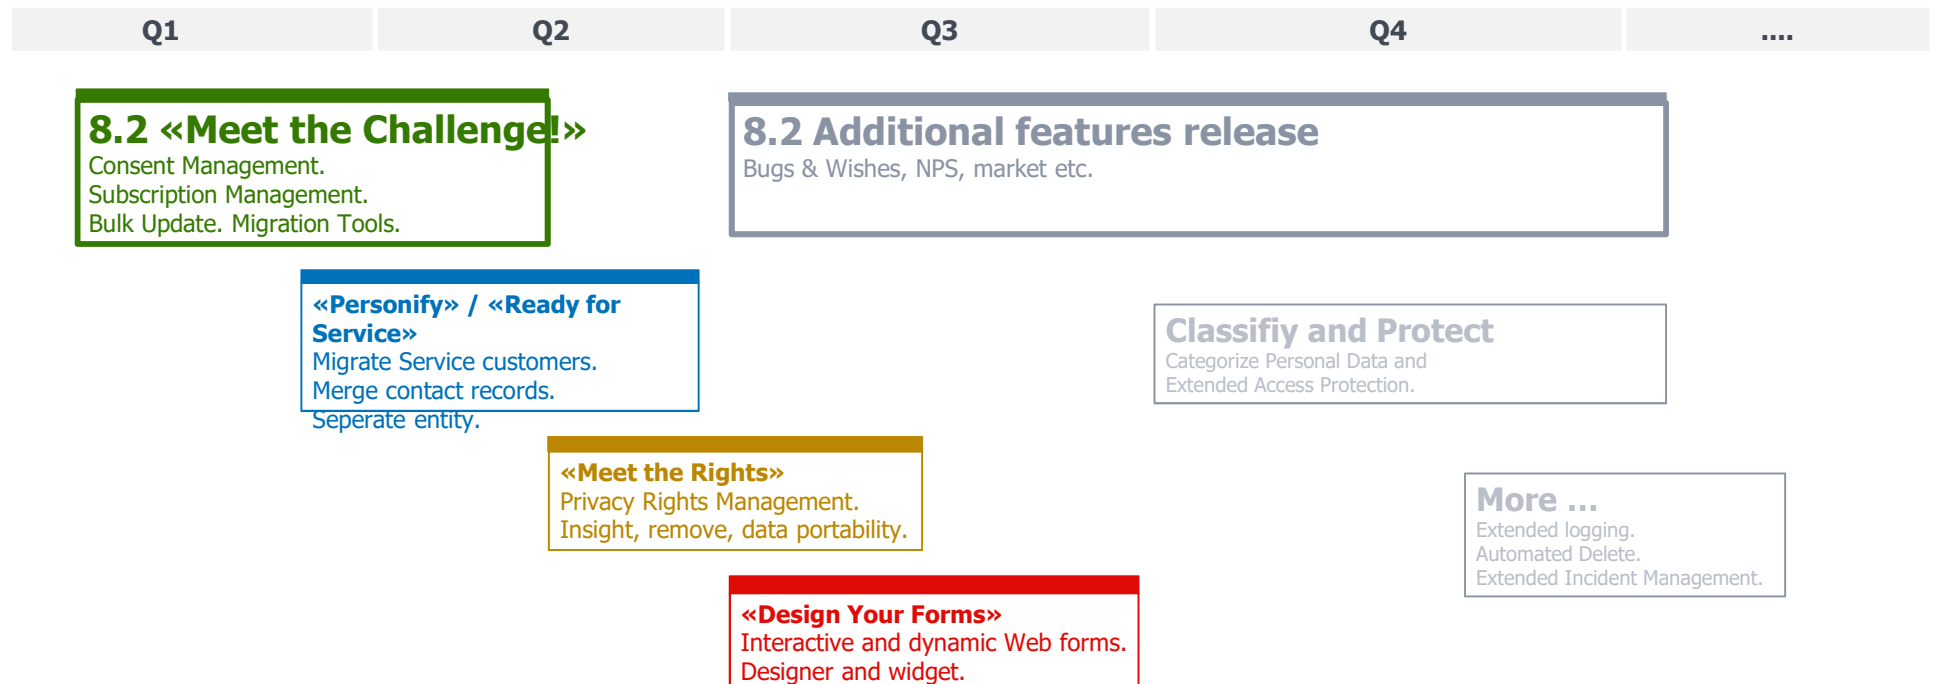 Q1
Q2
Q3
Q4
....
8.2 «Meet the Challenge!»
Consent Management.
Subscription Management.
Bulk Update. Migration Tools.
8.2 Additional features release
Bugs & Wishes, NPS, market etc.
«Personify» / «Ready for
Service»
Migrate Service customers.
Merge contact records.
Seperate entity.
Classifiy and Protect
Categorize Personal Data and
Extended Access Protection.
«Meet the Rights»
Privacy Rights Management.
Insight, remove, data portability.
More ...
Extended logging.
Automated Delete.
Extended Incident Management.
«Design Your Forms»
Interactive and dynamic Web forms.
Designer and widget.